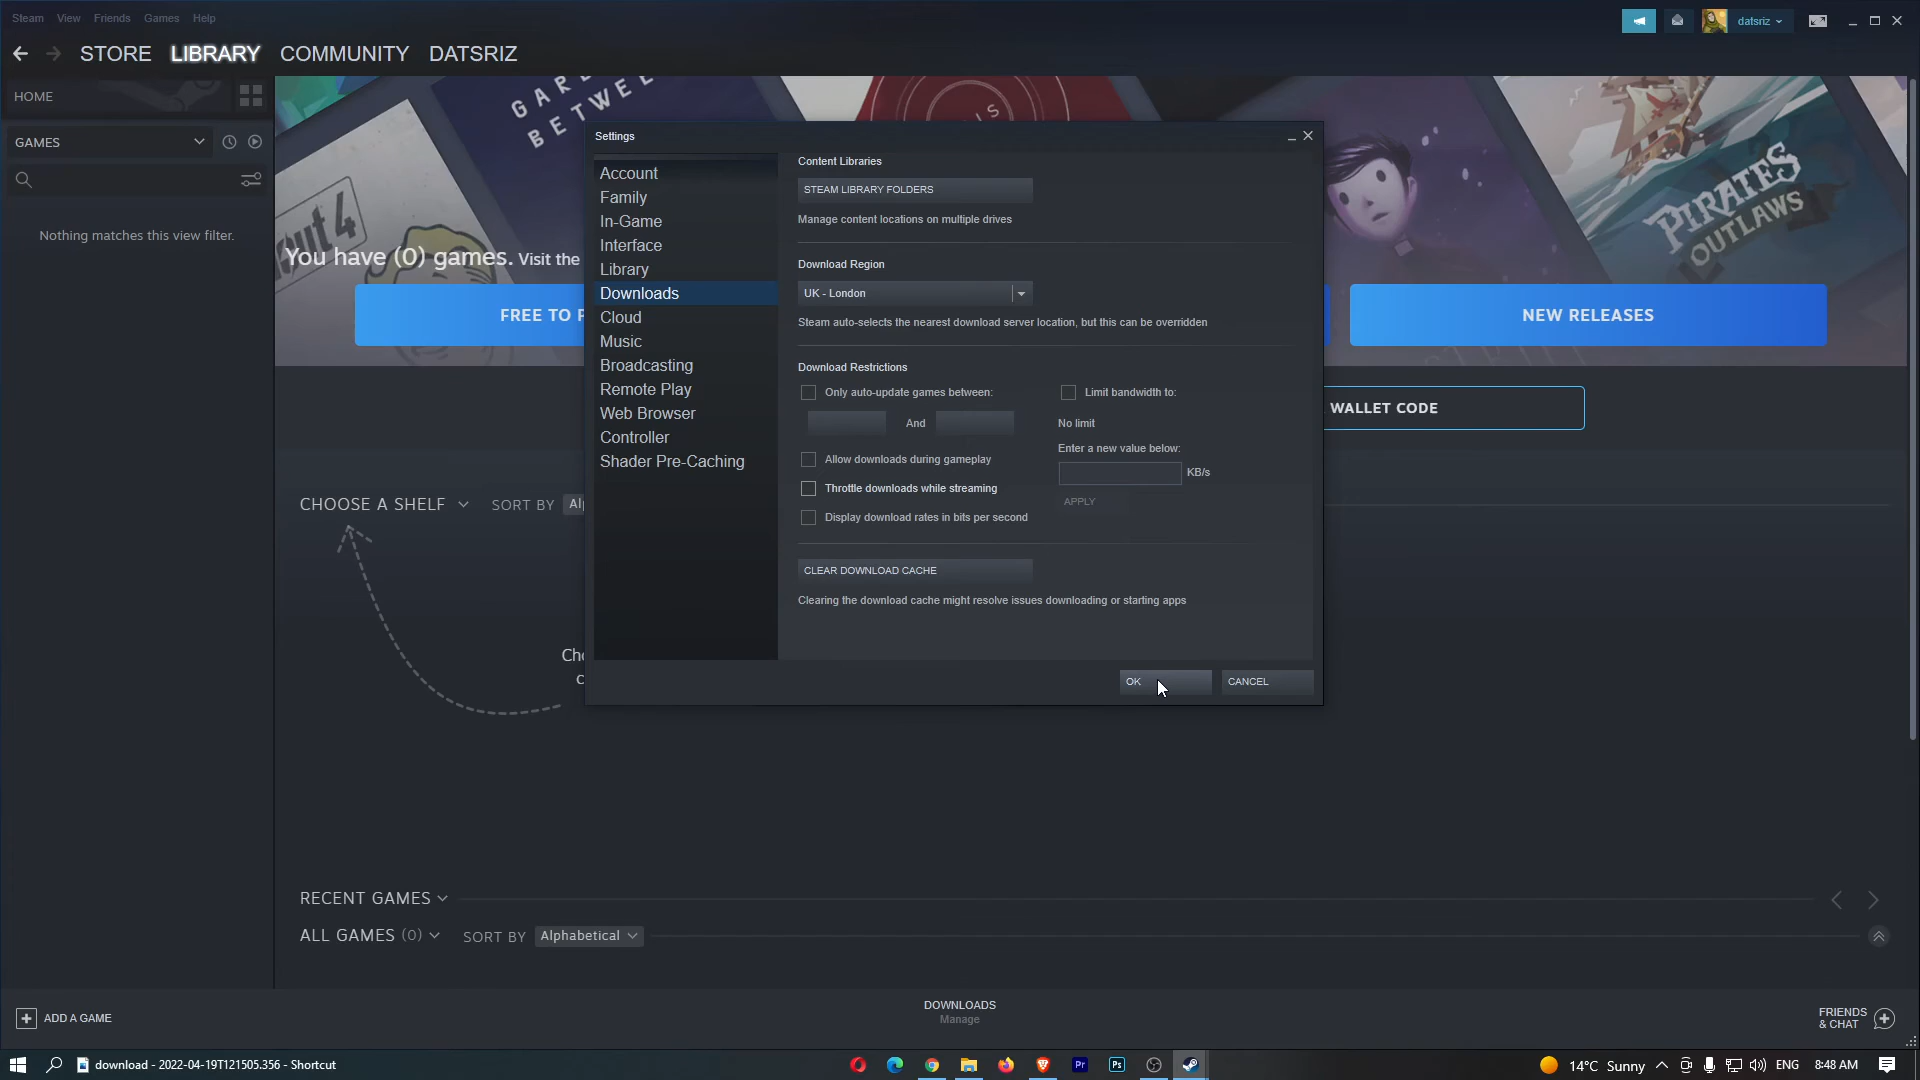 Steam View Friends Games Help
datsriz
STORE LIBRARY COMMUNITY DATSRIZ
HOME
GAMES
Nothing matches this view filter.
GAR
BETWEE
PIRATES
OUTLAWS
You have (0) games. Visit the
FREE TO P
NEW RELEASES
WALLET CODE
CHOOSE A SHELF SORT BY Al
Cho
c
Settings
Account
Family
In-Game
Interface
Library
Downloads
Cloud
Music
Broadcasting
Remote Play
Web Browser
Controller
Shader Pre-Caching
Content Libraries
STEAM LIBRARY FOLDERS
Manage content locations on multiple drives
Download Region
UK - London
Steam auto-selects the nearest download server location, but this can be overridden
Download Restrictions
Only auto-update games between:
And
Allow downloads during gameplay
Throttle downloads while streaming
Display download rates in bits per second
Limit bandwidth to:
No limit
Enter a new value below:
KB/s
APPLY
CLEAR DOWNLOAD CACHE
Clearing the download cache might resolve issues downloading or starting apps
OK
CANCEL
RECENT GAMES
ALL GAMES (0) SORT BY Alphabetical
ADD A GAME
DOWNLOADS
Manage
FRIENDS
& CHAT
download - 2022-04-19T121505.356 - Shortcut
Pr
Ps
14°C Sunny
ENG
8:48 AM